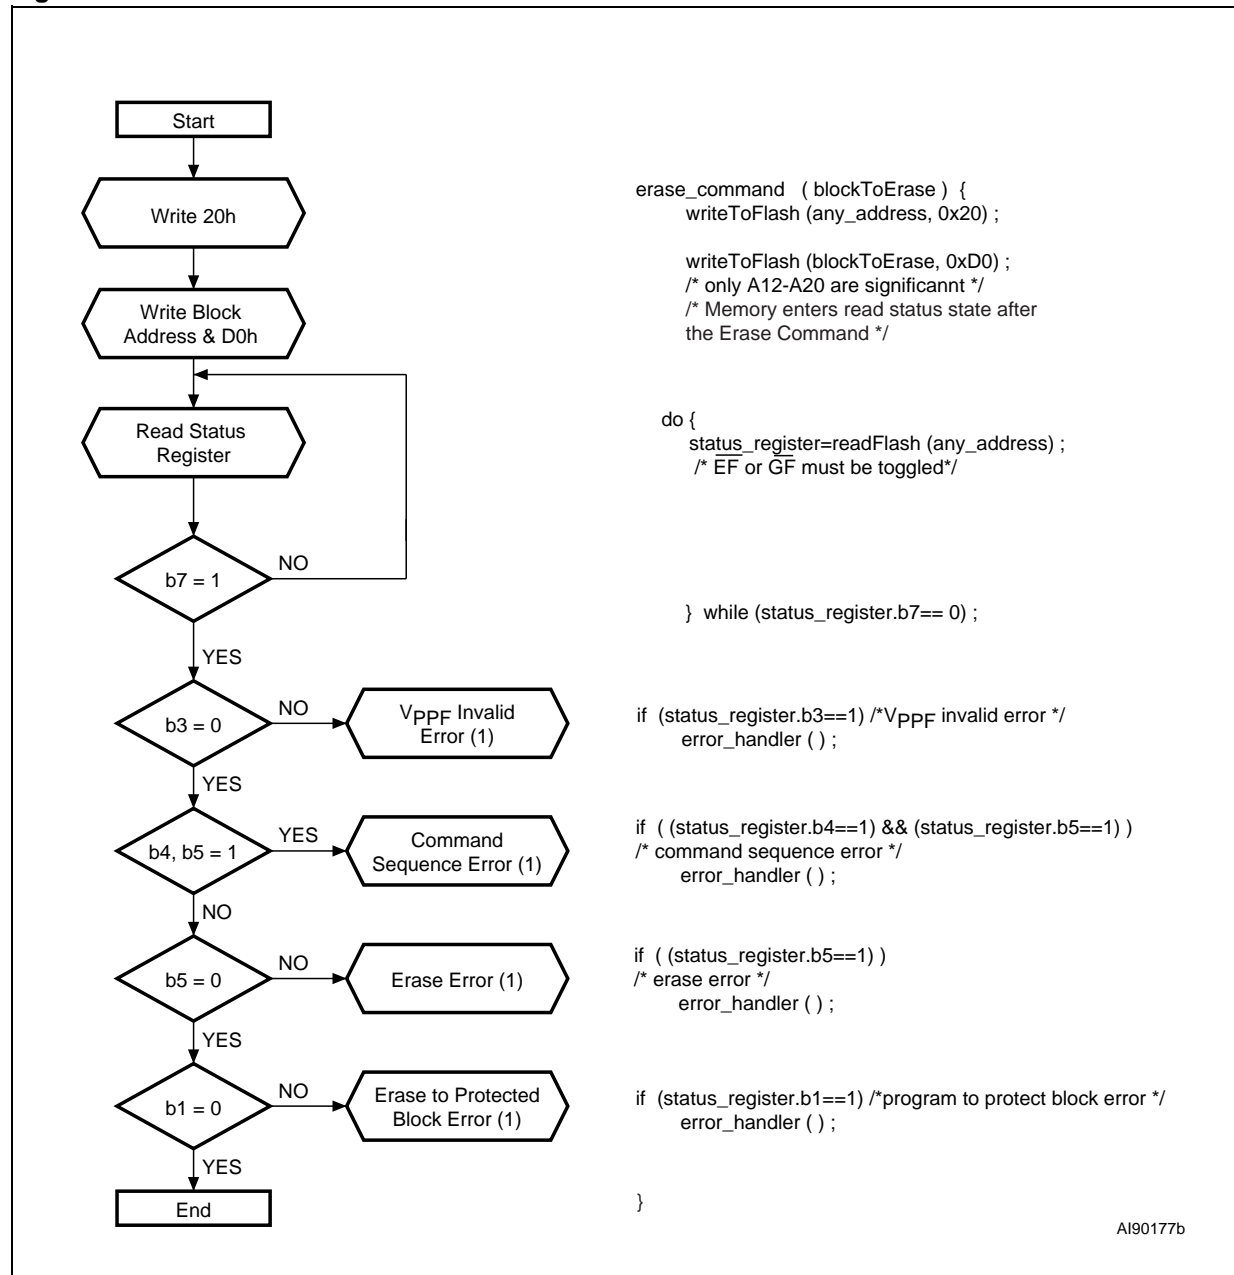 Start
Write 20h
erase_command ( blockToErase ) {
writeToFlash (any_address, 0x20) ;
writeToFlash (blockToErase, 0xD0) ;
/* only A12-A20 are significannt */
/* Memory enters read status state after
the Erase Command */
Write Block
Address & D0h
Read Status
Register
do {
status_register=readFlash (any_address) ;
/* EF or GF must be toggled*/
NO
b7 = 1
} while (status_register.b7== 0) ;
YES
b3 = 0
NO
VPPF Invalid
Error (1)
if (status_register.b3==1) /*VPPF invalid error */
error_handler ( ) ;
YES
b4, b5 = 1
YES
Command
Sequence Error (1)
if ( (status_register.b4==1) && (status_register.b5==1) )
/* command sequence error */
error_handler ( ) ;
NO
b5 = 0
NO
Erase Error (1)
if ( (status_register.b5==1) )
/* erase error */
error_handler ( ) ;
YES
b1 = 0
NO
Erase to Protected
Block Error (1)
if (status_register.b1==1) /*program to protect block error */
error_handler ( ) ;
YES
End
}
AI90177b